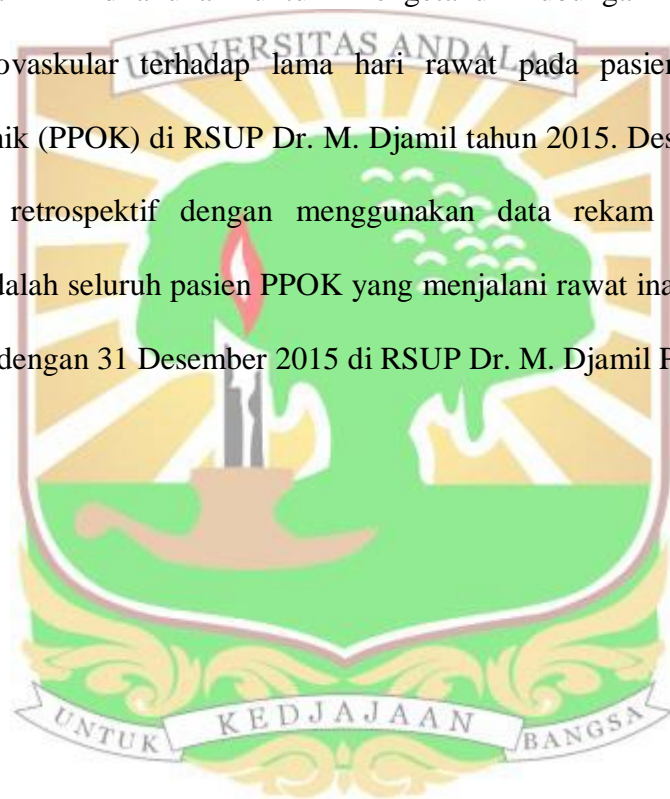 untuk
UNIVERSITAS ANDALAS
ovaskular terhadap lama hari rawat pada pasien
nik (PPOK) di RSUP Dr. M. Djamil tahun 2015. Des
retrospektif dengan menggunakan data rekam
dalah seluruh pasien PPOK yang menjalani rawat ina
dengan 31 Desember 2015 di RSUP Dr. M. Djamil P
UNTUK KEDJAJAAN BANGSA